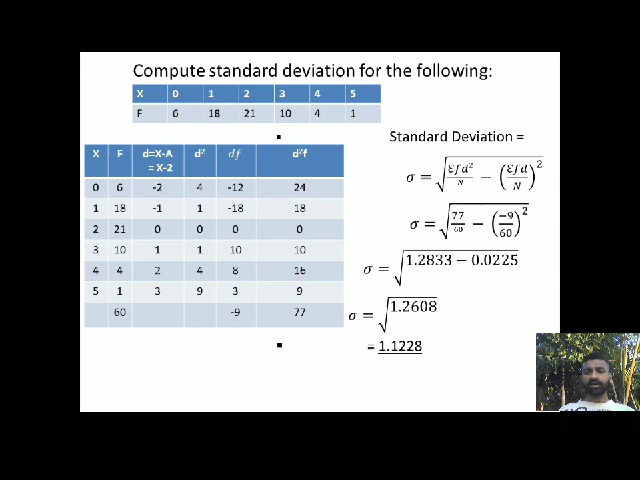 Compute standard deviation for the following:
X 0 1 2 3 4 5
F 6 18 21 10 4 1
Standard Deviation =
X F d=X-A = X-2 d² df d²f
0 6 -2 4 -12 24
1 18 -1 1 -18 18
2 21 0 0 0 0
3 10 1 1 10 10
4 4 2 4 8 16
5 1 3 9 3 9
60 -9 77
σ = √(Ɛfd²/N − (Ɛfd/N)²)
σ = √(77/60 − (−9/60)²)
σ = √(1.2833 − 0.0225)
σ = √1.2608
= 1.1228